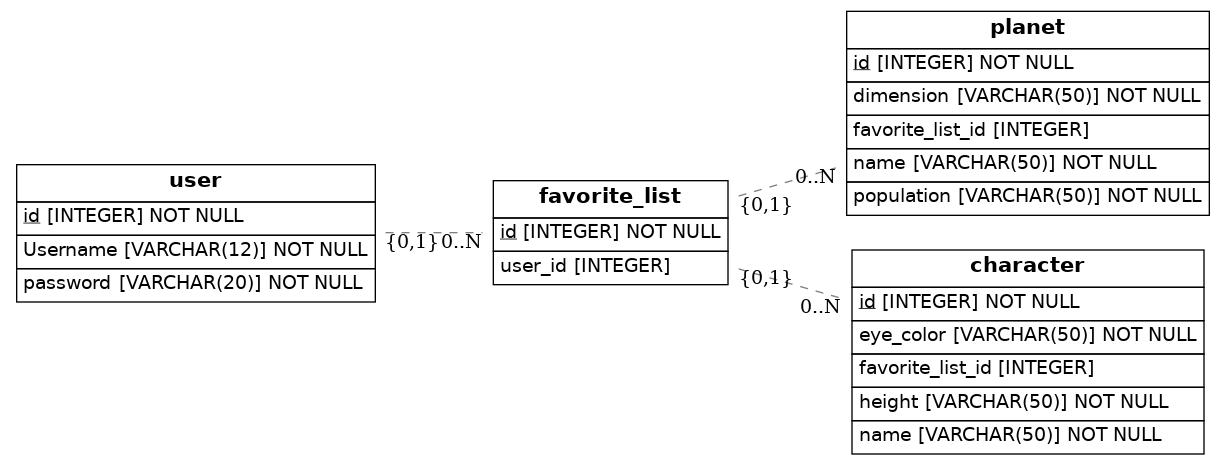 user
id [INTEGER] NOT NULL
Username [VARCHAR(12)] NOT NULL
password [VARCHAR(20)] NOT NULL
{0,1}
0..N
favorite_list
id [INTEGER] NOT NULL
user_id [INTEGER]
{0,1}
0..N
planet
id [INTEGER] NOT NULL
dimension [VARCHAR(50)] NOT NULL
favorite_list_id [INTEGER]
name [VARCHAR(50)] NOT NULL
population [VARCHAR(50)] NOT NULL
{0,1}
0..N
character
id [INTEGER] NOT NULL
eye_color [VARCHAR(50)] NOT NULL
favorite_list_id [INTEGER]
height [VARCHAR(50)] NOT NULL
name [VARCHAR(50)] NOT NULL